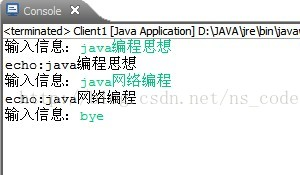 Console
<terminated> Client1 [Java Application] D:\JAVA\jre\bin\javaw
输入信息：java编程思想
echo:java编程思想
输入信息：java网络编程
echo:java网络编程
输入信息：bye
csdn.net/ns_code